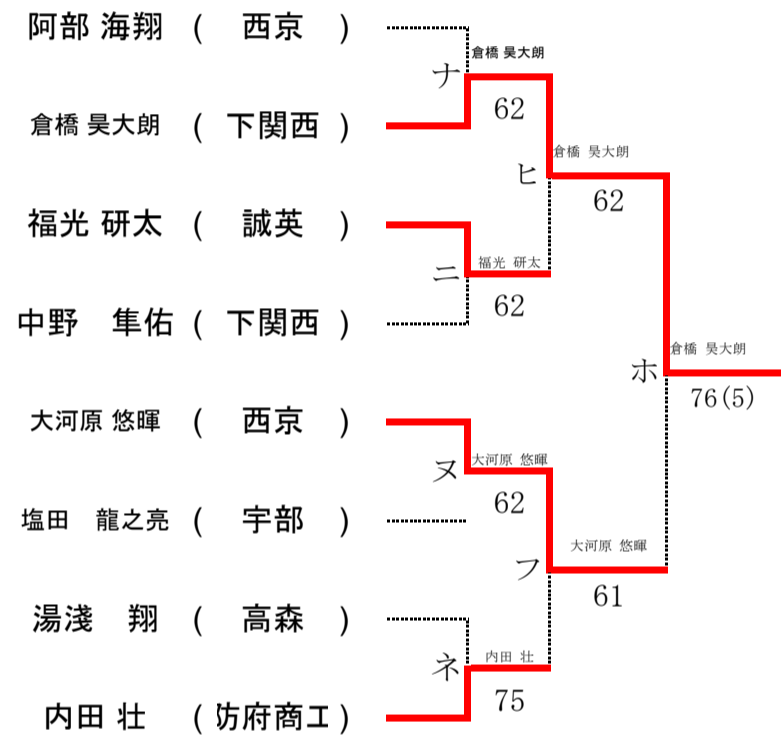 阿部 海翔 ( 西京 )
倉橋 昊大朗
ナ
62
倉橋 昊大朗 ( 下関西 )
倉橋 昊大朗
ヒ
62
福光 研太 ( 誠英 )
福光 研太
ニ
62
中野 隼佑 ( 下関西 )
倉橋 昊大朗
ホ
76(5)
大河原 悠暉 ( 西京 )
大河原 悠暉
ヌ
62
塩田 龍之亮 ( 宇部 )
大河原 悠暉
フ
61
湯淺 翔 ( 高森 )
内田 壮
ネ
75
内田 壮 ( 防府商工 )